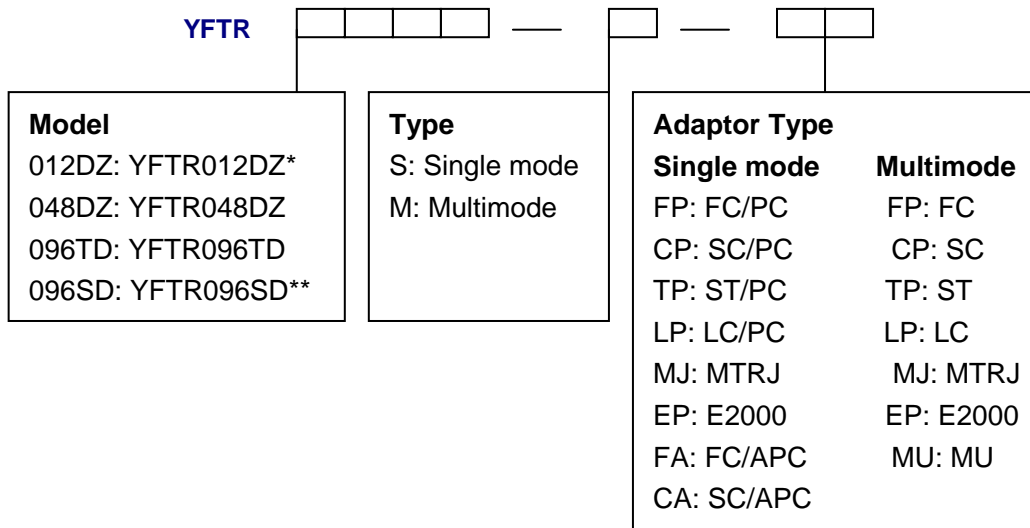 YFTR — —
Model
012DZ: YFTR012DZ*
048DZ: YFTR048DZ
096TD: YFTR096TD
096SD: YFTR096SD**
Type
S: Single mode
M: Multimode
Adaptor Type
Single mode Multimode
FP: FC/PC FP: FC
CP: SC/PC CP: SC
TP: ST/PC TP: ST
LP: LC/PC LP: LC
MJ: MTRJ MJ: MTRJ
EP: E2000 EP: E2000
FA: FC/APC MU: MU
CA: SC/APC